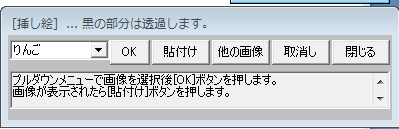 [挿し絵] ... 黒の部分は透過します。
りんご OK 貼付け 他の画像 取消し 閉じる
プルダウンメニューで画像を選択後[OK]ボタンを押します。
画像が表示されたら[貼付け]ボタンを押します。